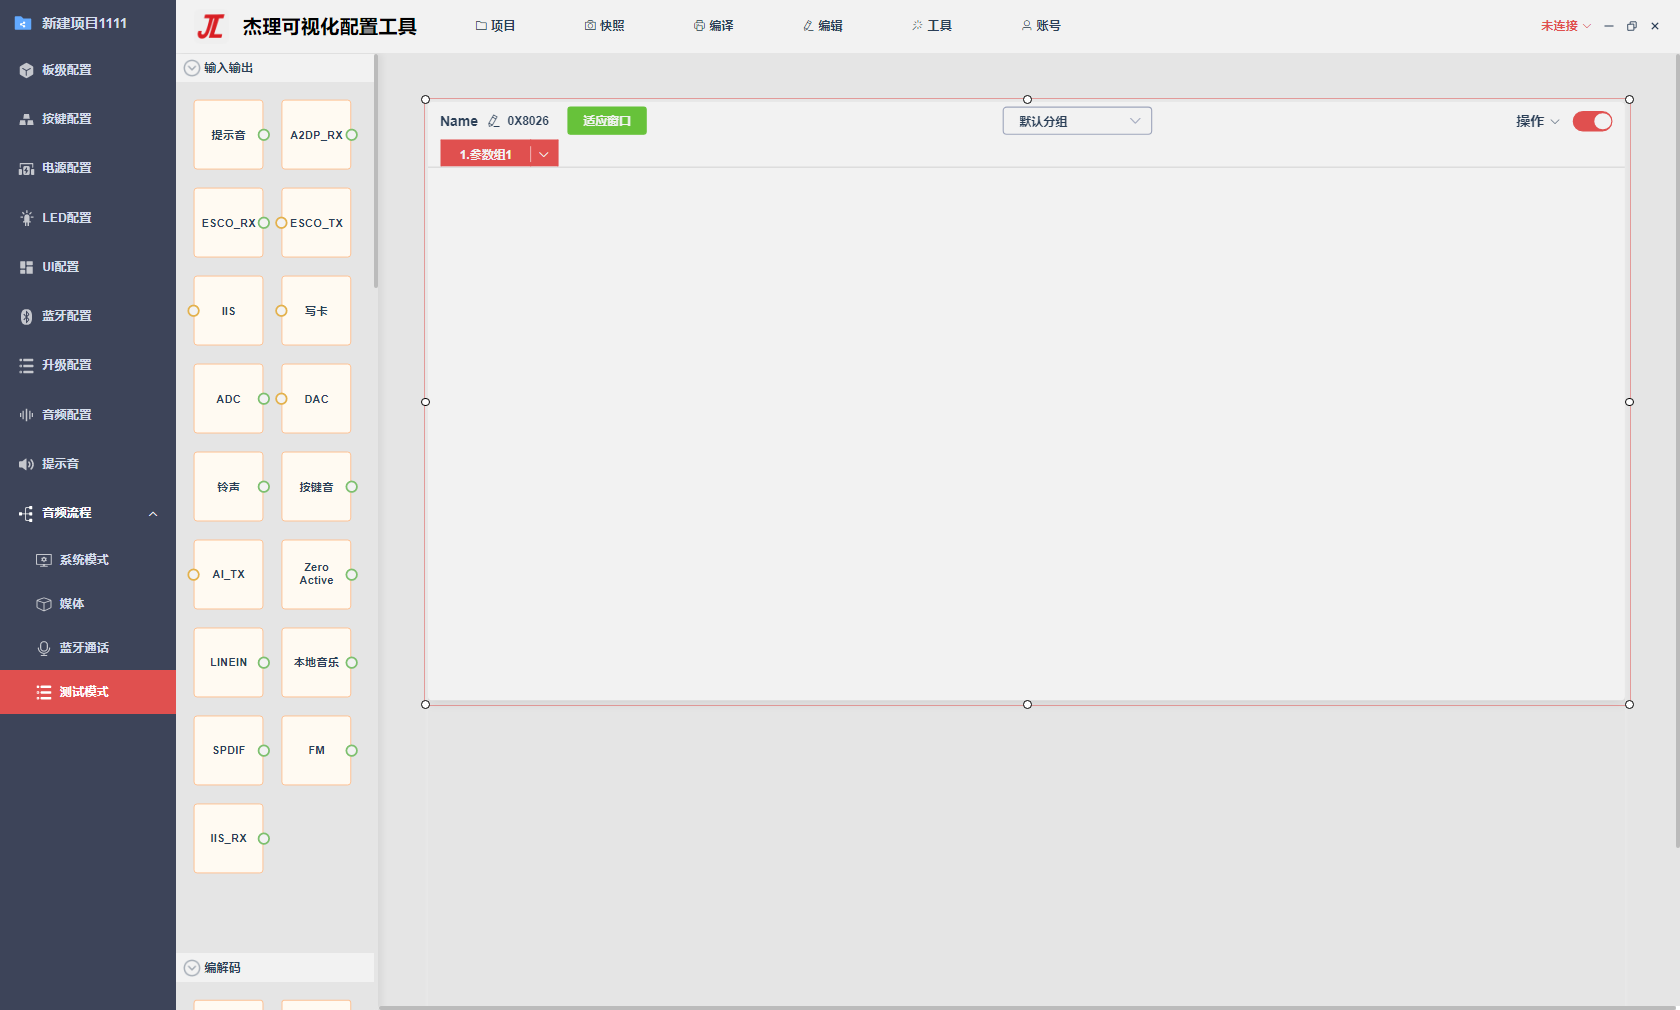 新建项目1111
板级配置
按键配置
电源配置
LED配置
UI配置
蓝牙配置
升级配置
音频配置
提示音
音频流程
系统模式
媒体
蓝牙通话
测试模式
JL 杰理可视化配置工具
项目 快照 编译 编辑 工具 账号
未连接
输入输出
提示音 A2DP_RX
ESCO_RX ESCO_TX
IIS 写卡
ADC DAC
铃声 按键音
AI_TX Zero Active
LINEIN 本地音乐
SPDIF FM
IIS_RX
编解码
Name 0X8026 适应窗口 默认分组 操作
1.参数组1